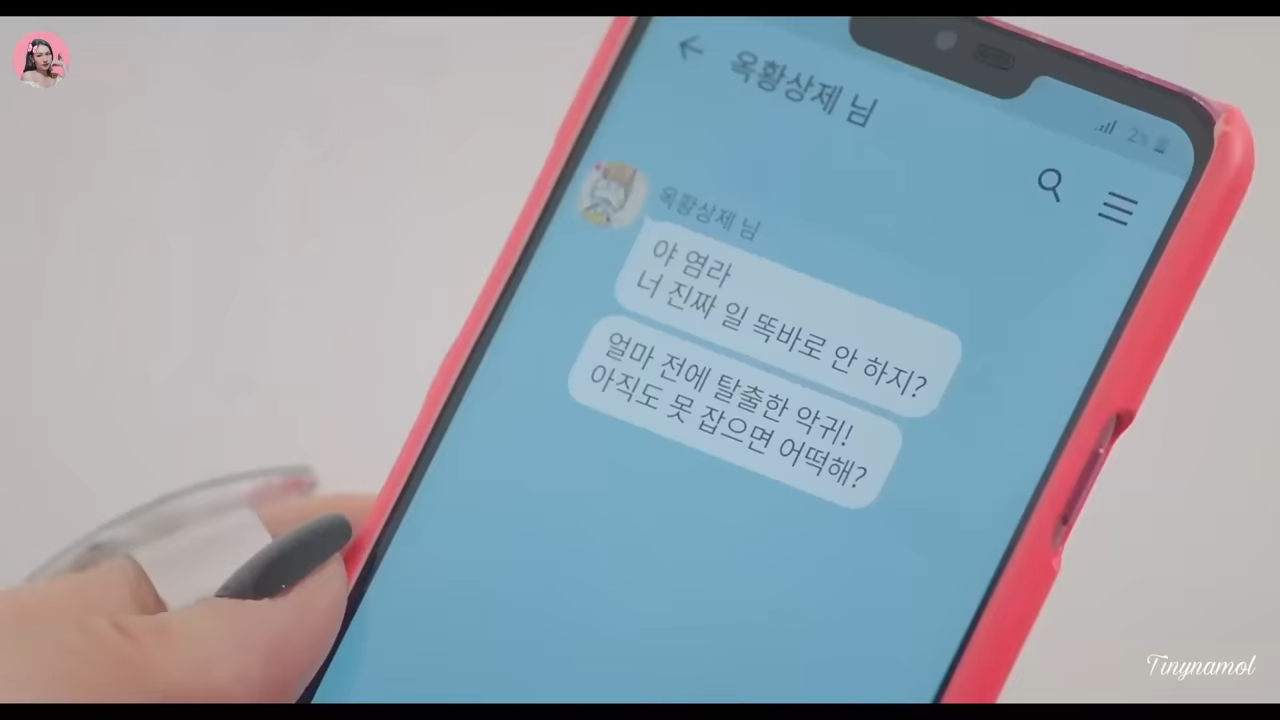 옥황상제 님
2%
옥황상제 님
야 염라
너 진짜 일 똑바로 안 하지?
얼마 전에 탈출한 악귀!
아직도 못 잡으면 어떡해?
Tinynamol